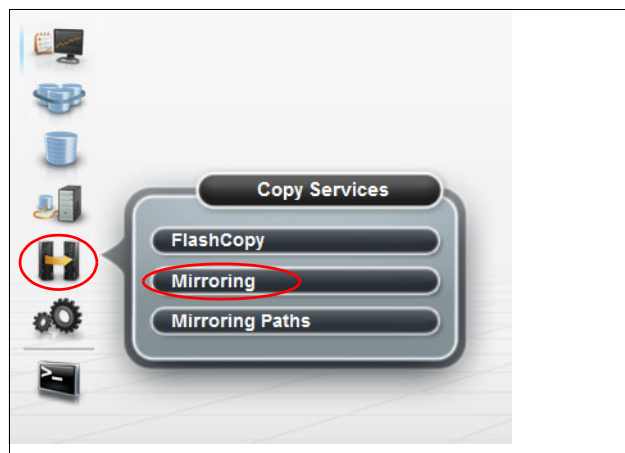 Copy Services
FlashCopy
Mirroring
Mirroring Paths
>_